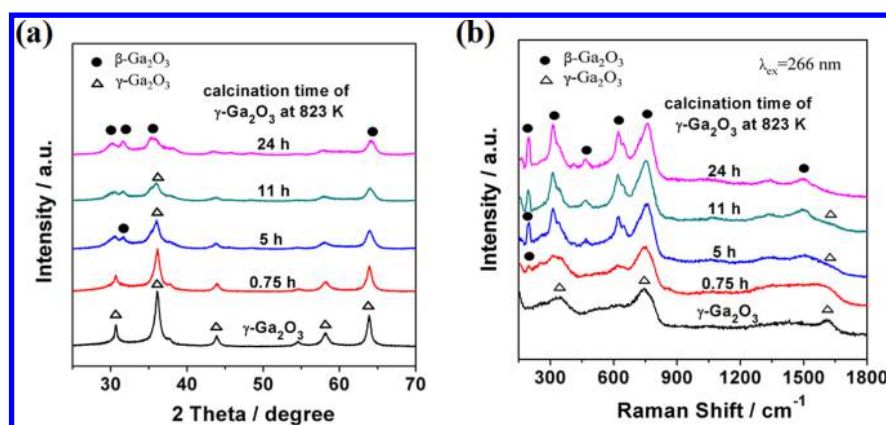 (a)
● β-Ga₂O₃
△ γ-Ga₂O₃
calcination time of
γ-Ga₂O₃ at 823 K
24 h
11 h
5 h
0.75 h
γ-Ga₂O₃
Intensity / a.u.
30 40 50 60 70
2 Theta / degree
(b)
● β-Ga₂O₃
△ γ-Ga₂O₃
λex=266 nm
calcination time of
γ-Ga₂O₃ at 823 K
24 h
11 h
5 h
0.75 h
γ-Ga₂O₃
Intensity / a.u.
300 600 900 1200 1500 1800
Raman Shift / cm⁻¹